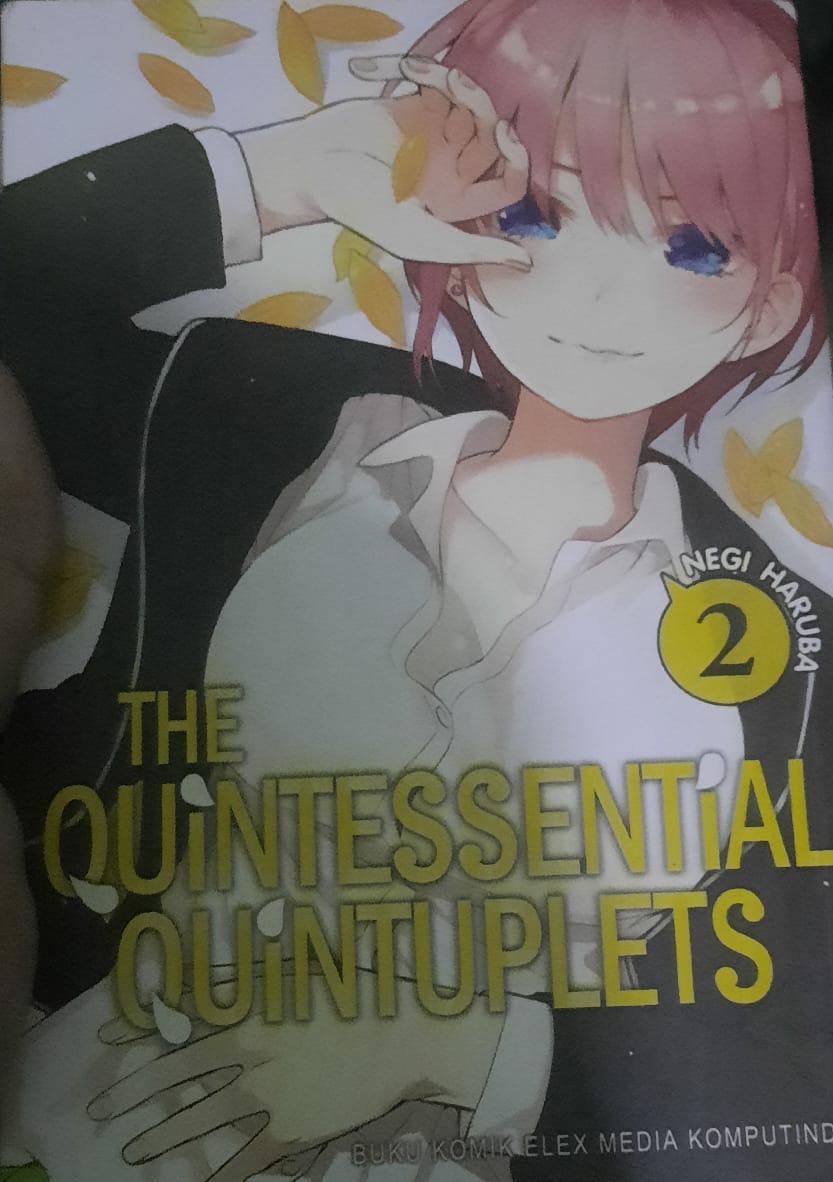 NEGI HARUBA
2
THE
QUiNTESSENTiAL
QUiNTUPLETS
BUKU KOMIK ELEX MEDIA KOMPUTIND